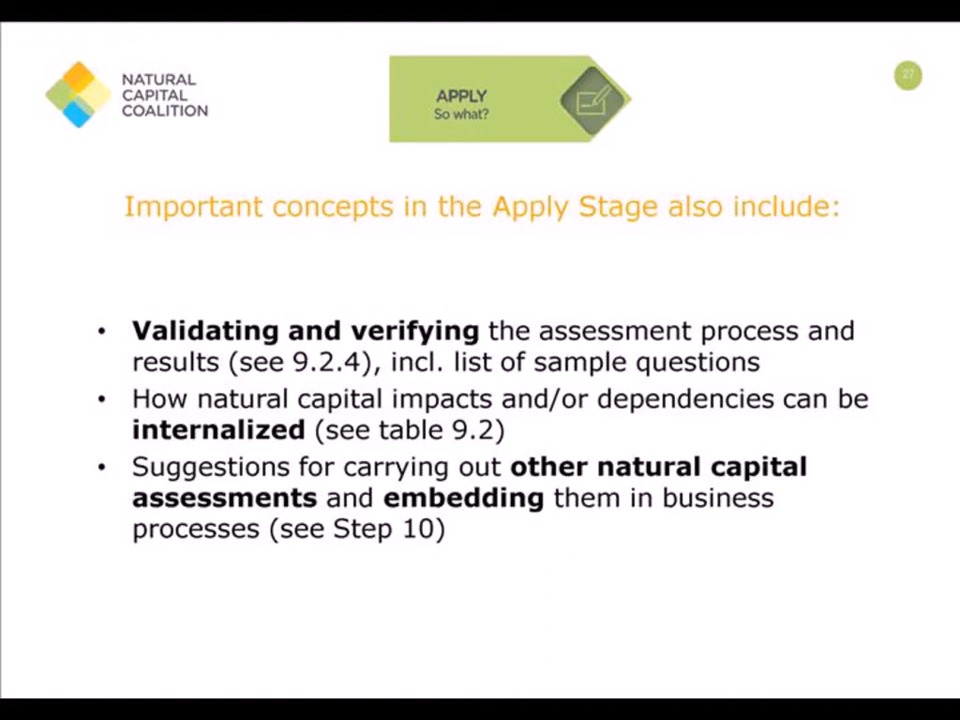 NATURAL
CAPITAL
COALITION
APPLY
So what?
27
Important concepts in the Apply Stage also include:
• Validating and verifying the assessment process and
results (see 9.2.4), incl. list of sample questions
• How natural capital impacts and/or dependencies can be
internalized (see table 9.2)
• Suggestions for carrying out other natural capital
assessments and embedding them in business
processes (see Step 10)